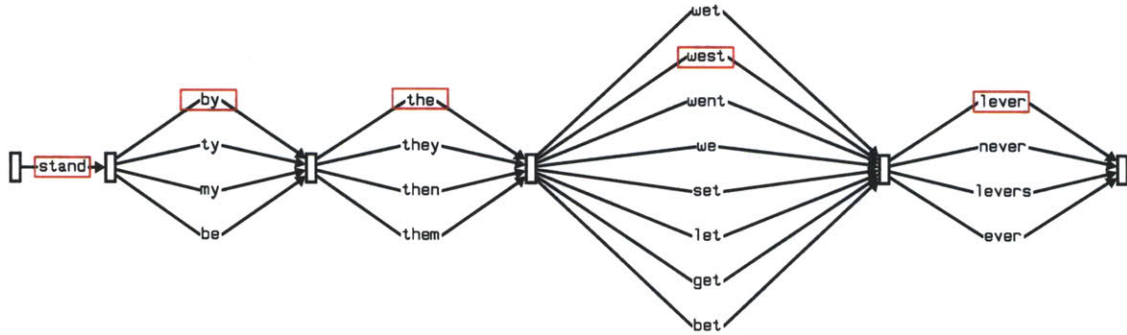 wet
west
by the went lever
ty they we never
stand
my then set levers
be them let ever
get
bet